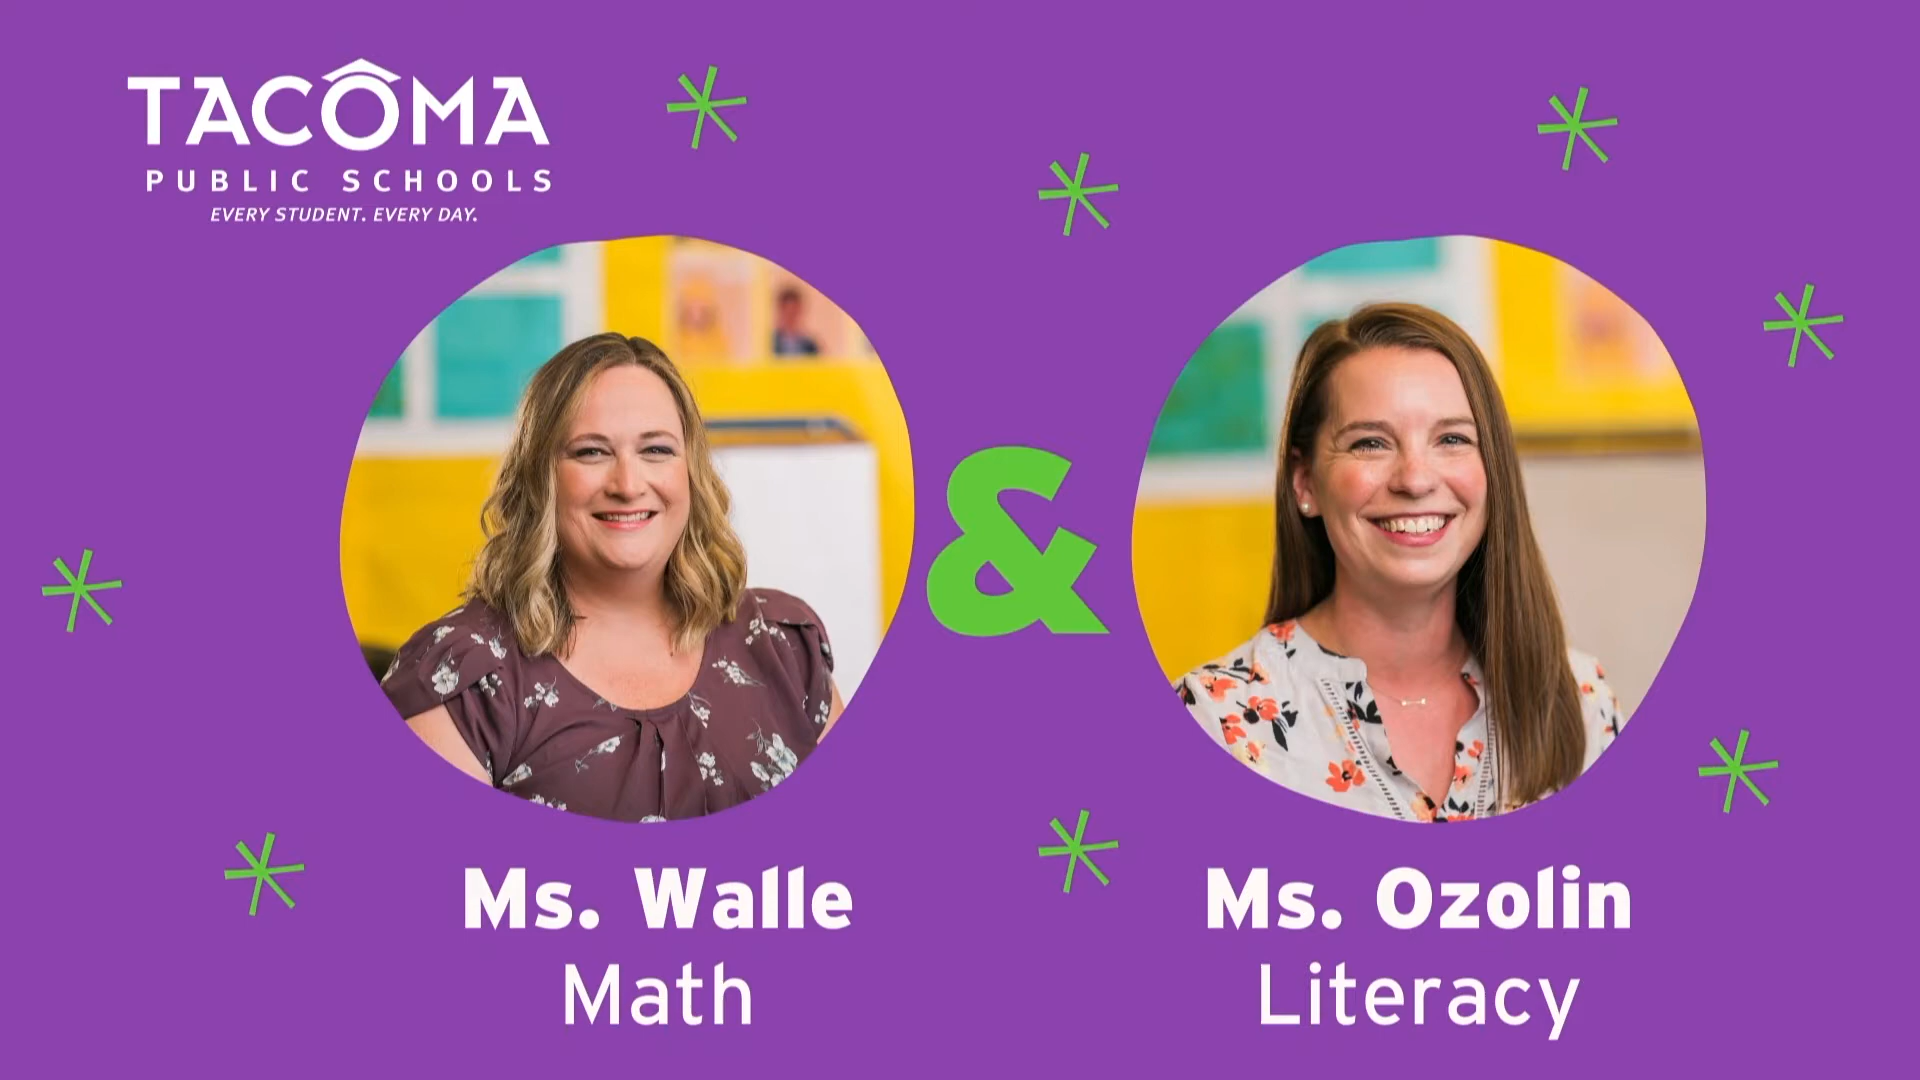 TACOMA
PUBLIC SCHOOLS
EVERY STUDENT. EVERY DAY.
&
Ms. Walle
Math
Ms. Ozolin
Literacy